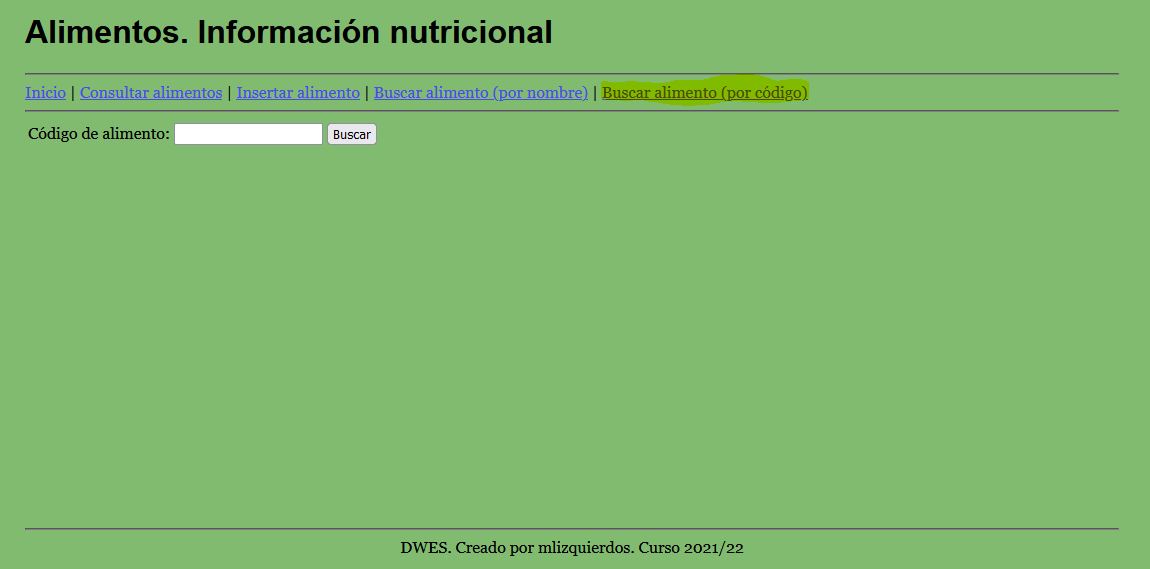 Alimentos. Información nutricional
Inicio | Consultar alimentos | Insertar alimento | Buscar alimento (por nombre) | Buscar alimento (por código)
Código de alimento: Buscar
DWES. Creado por mlizquierdos. Curso 2021/22